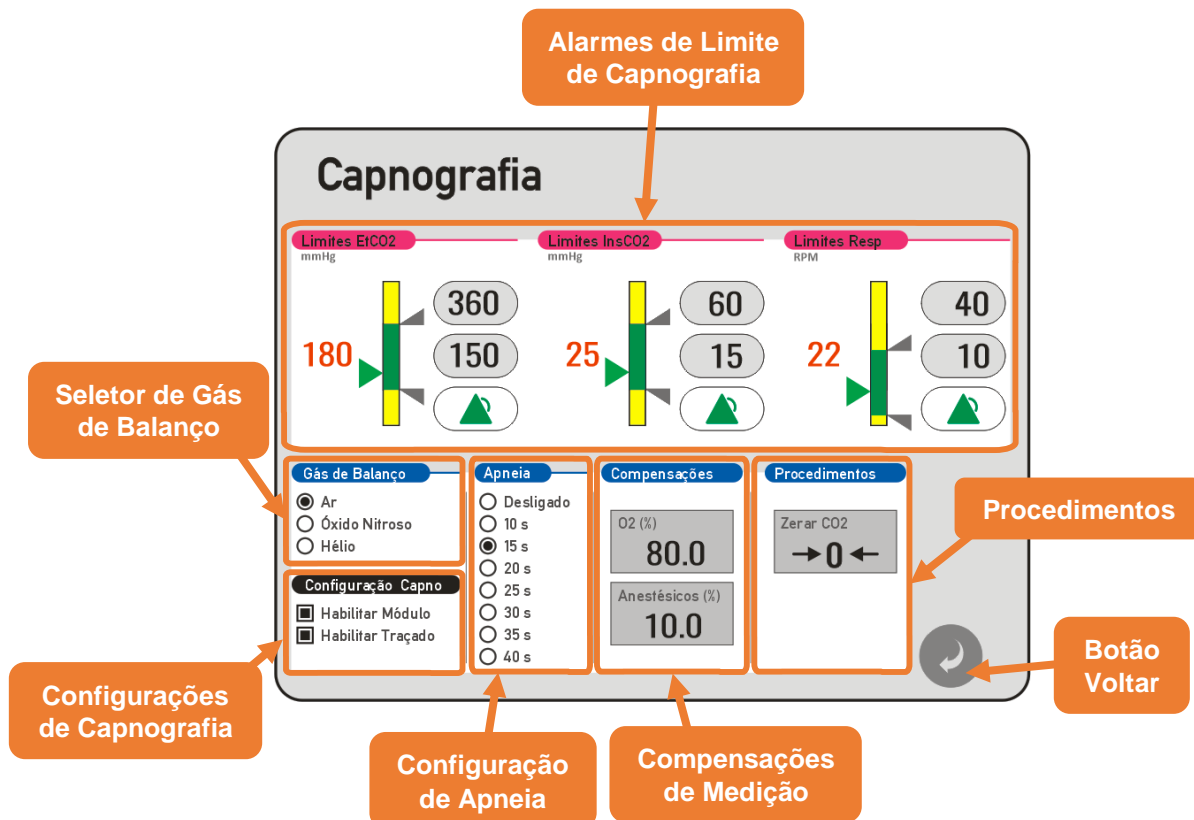 Alarmes de Limite
de Capnografia
Capnografia
Limites EtCO2
mmHg
360
180
150
Limites InsCO2
mmHg
60
25
15
Limites Resp
RPM
40
22
10
Seletor de Gás
de Balanço
Gás de Balanço
Ar
Óxido Nitroso
Hélio
Configuração Capno
Habilitar Módulo
Habilitar Traçado
Apneia
Desligado
10 s
15 s
20 s
25 s
30 s
35 s
40 s
Compensações
O2 (%)
80.0
Anestésicos (%)
10.0
Procedimentos
Zerar CO2
0
Procedimentos
Botão
Voltar
Configurações
de Capnografia
Configuração
de Apneia
Compensações
de Medição